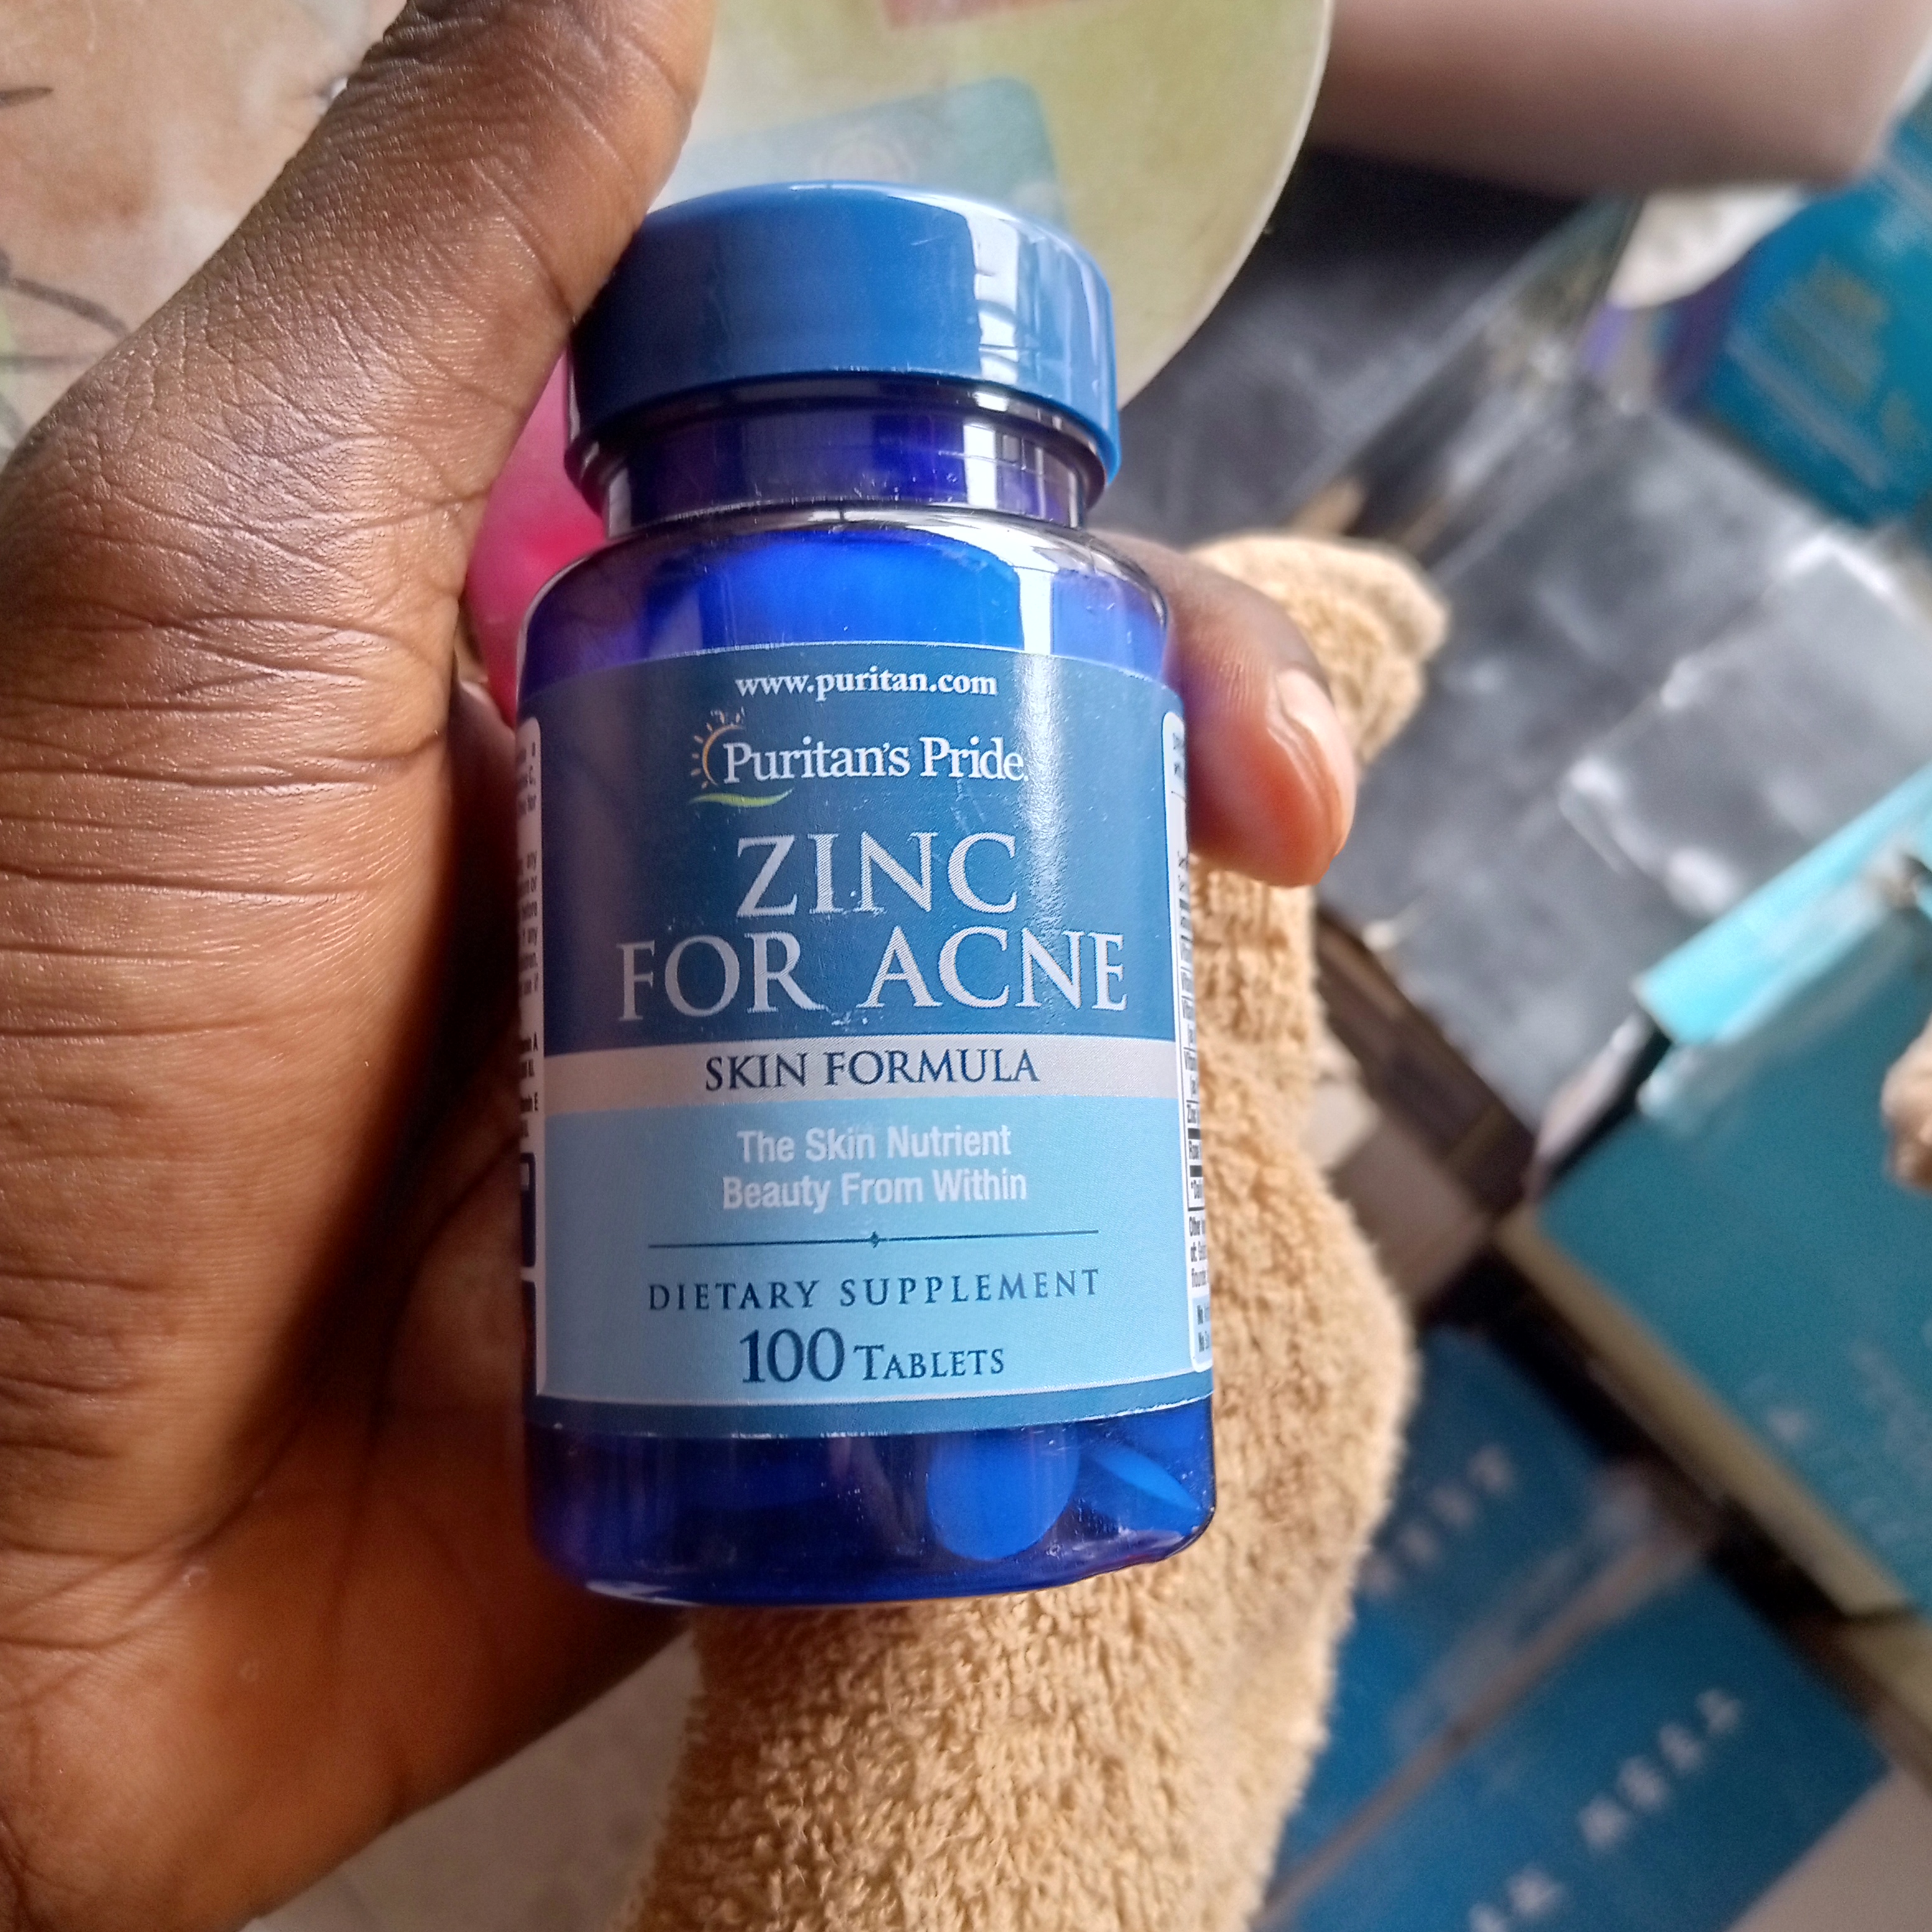 www.puritan.com
Puritan's Pride
ZINC
FOR ACNE
SKIN FORMULA
The Skin Nutrient
Beauty From Within
DIETARY SUPPLEMENT
100 TABLETS